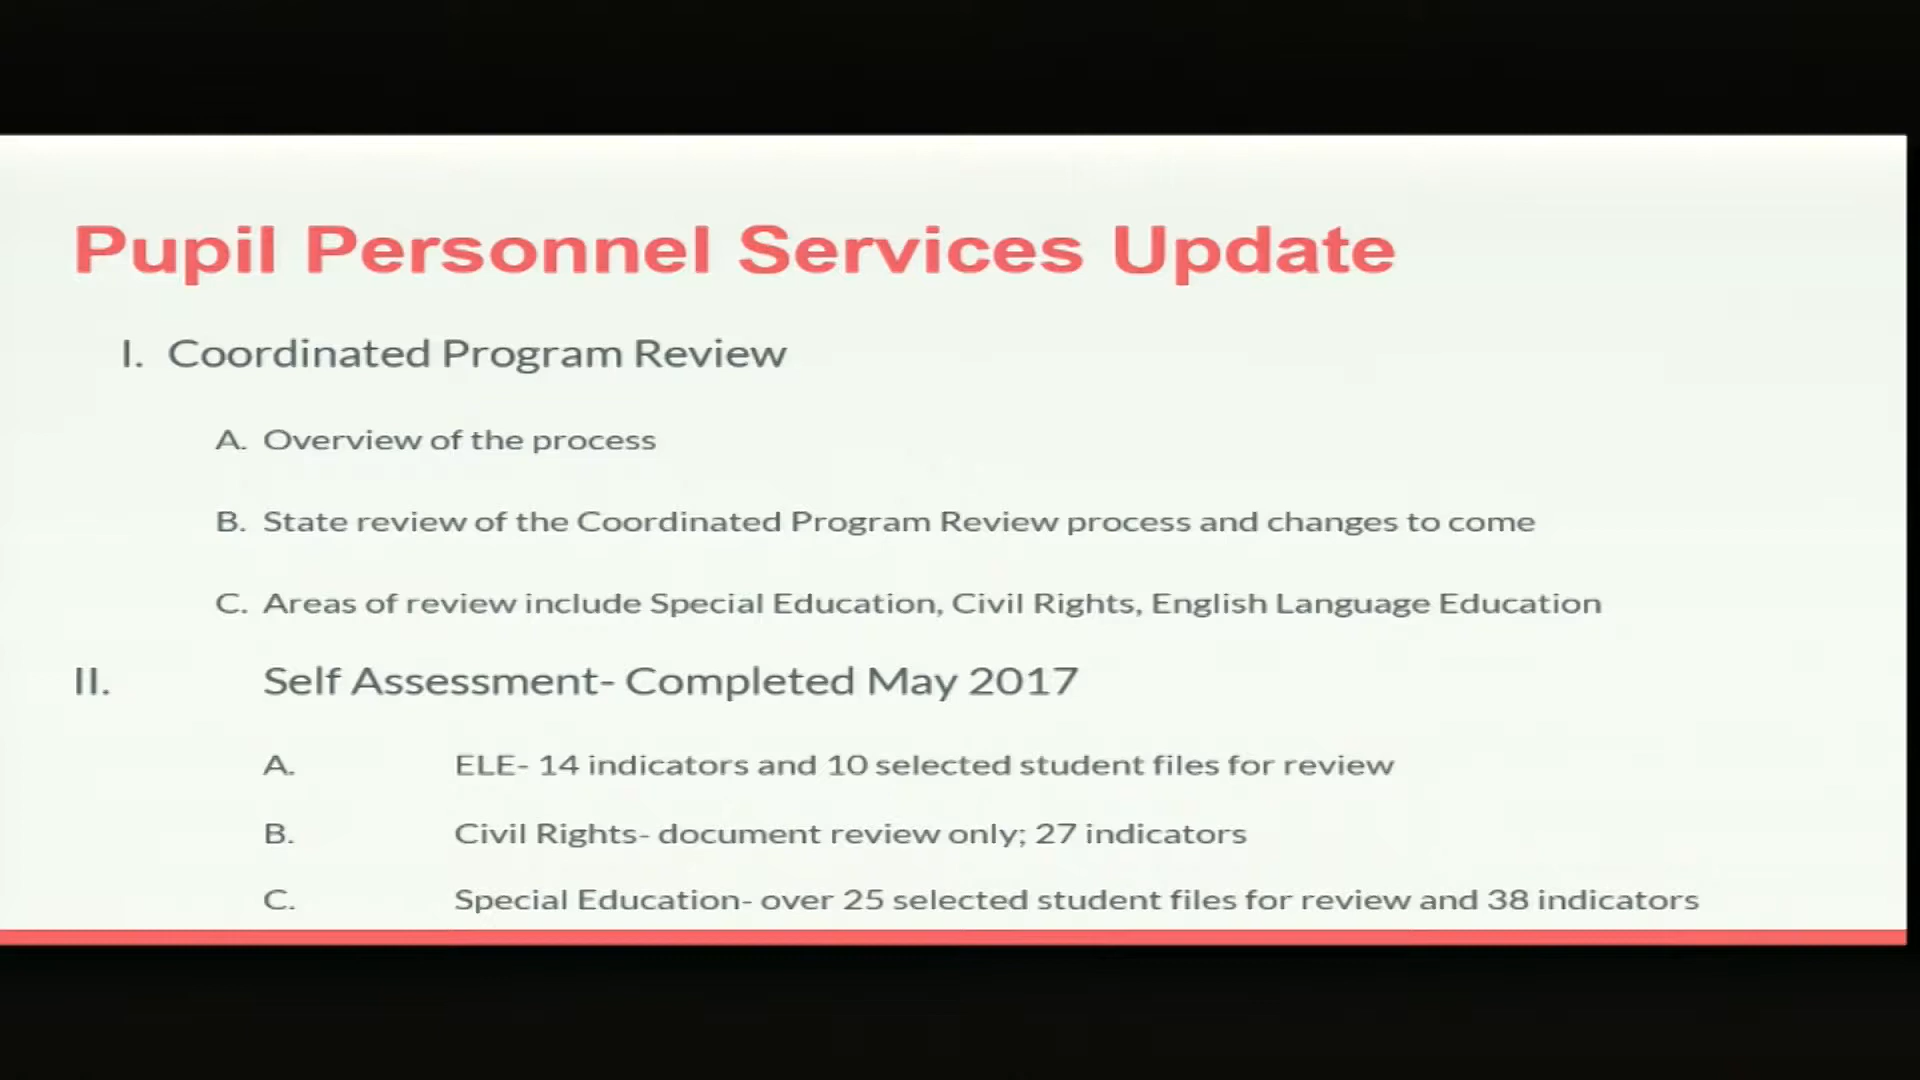 Pupil Personnel Services Update
I. Coordinated Program Review
A. Overview of the process
B. State review of the Coordinated Program Review process and changes to come
C. Areas of review include Special Education, Civil Rights, English Language Education
II. Self Assessment- Completed May 2017
A. ELE- 14 indicators and 10 selected student files for review
B. Civil Rights- document review only; 27 indicators
C. Special Education- over 25 selected student files for review and 38 indicators